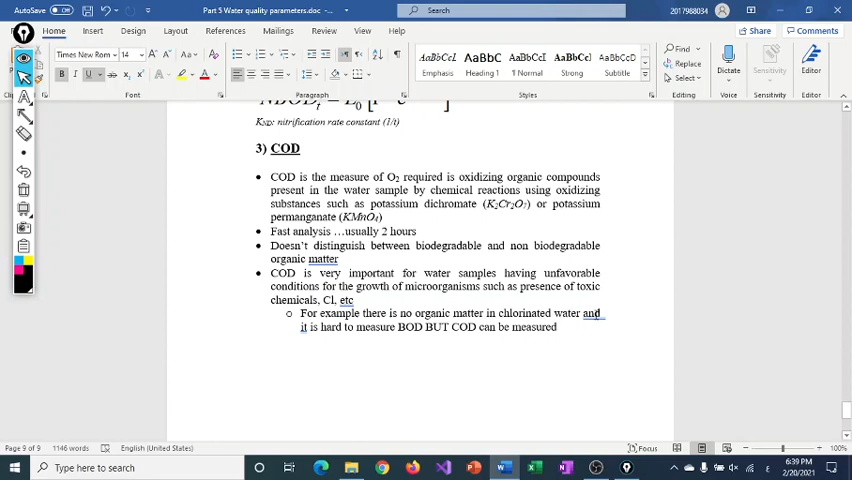 AutoSave Off
Part 5 Water quality parameters.doc
Search
2017988034
Home Insert Design Layout References Mailings Review View Help
Share Comments
Times New Rom 14
Emphasis Heading 1 1 Normal Strong Subtitle
Find
Replace
Select
Dictate
Sensitivity
Editor
Font Paragraph Styles Editing Voice Sensitivity Editor
K_ND: nitrification rate constant (1/t)
3) COD
• COD is the measure of O₂ required is oxidizing organic compounds
present in the water sample by chemical reactions using oxidizing
substances such as potassium dichromate (K₂Cr₂O₇) or potassium
permanganate (KMnO₄)
• Fast analysis …usually 2 hours
• Doesn't distinguish between biodegradable and non biodegradable
organic matter
• COD is very important for water samples having unfavorable
conditions for the growth of microorganisms such as presence of toxic
chemicals, Cl, etc
o For example there is no organic matter in chlorinated water and
it is hard to measure BOD BUT COD can be measured
Page 9 of 9 1146 words English (United States) Focus 100%
Type here to search
6:39 PM
2/20/2021